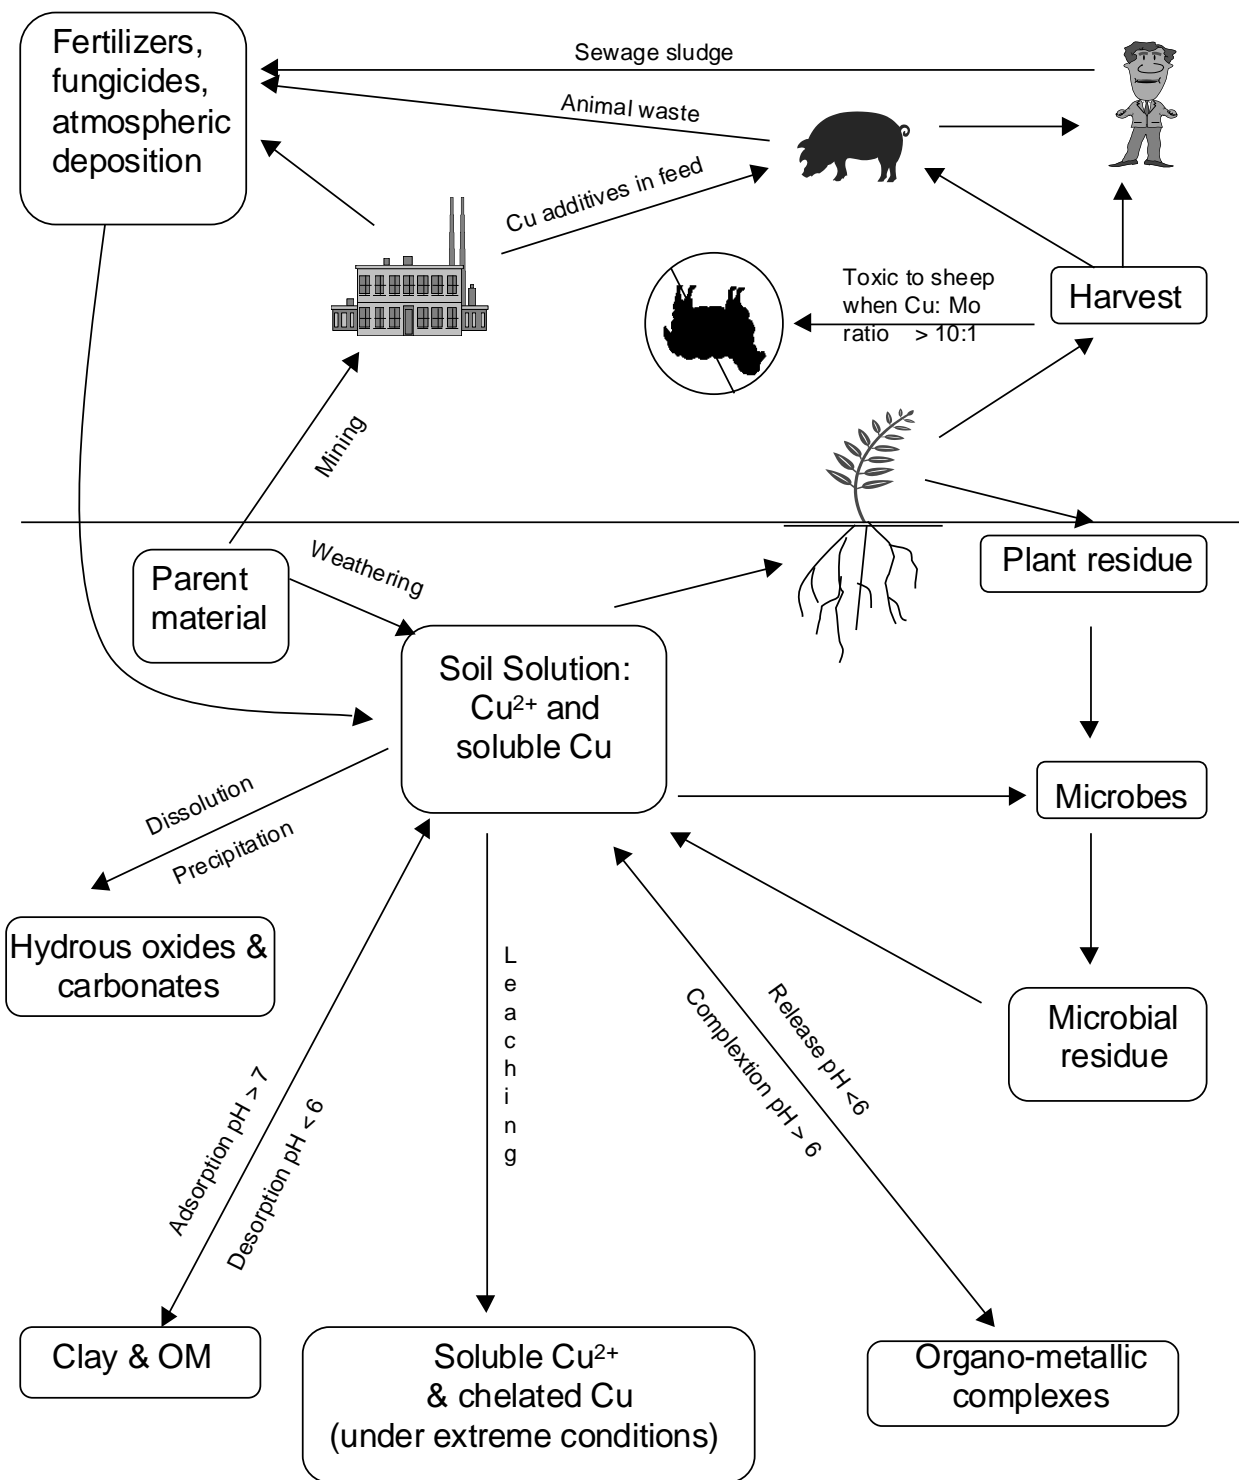 Fertilizers,
fungicides,
atmospheric
deposition
Sewage sludge
Animal waste
Cu additives in feed
Toxic to sheep
when Cu: Mo
ratio > 10:1
Harvest
Mining
Parent
material
Weathering
Plant residue
Soil Solution:
Cu²⁺ and
soluble Cu
Microbes
Dissolution
Precipitation
Hydrous oxides &
carbonates
Leaching
Release pH <6
Complextion pH > 6
Microbial
residue
Adsorption pH > 7
Desorption pH < 6
Clay & OM
Soluble Cu²⁺
& chelated Cu
(under extreme conditions)
Organo-metallic
complexes